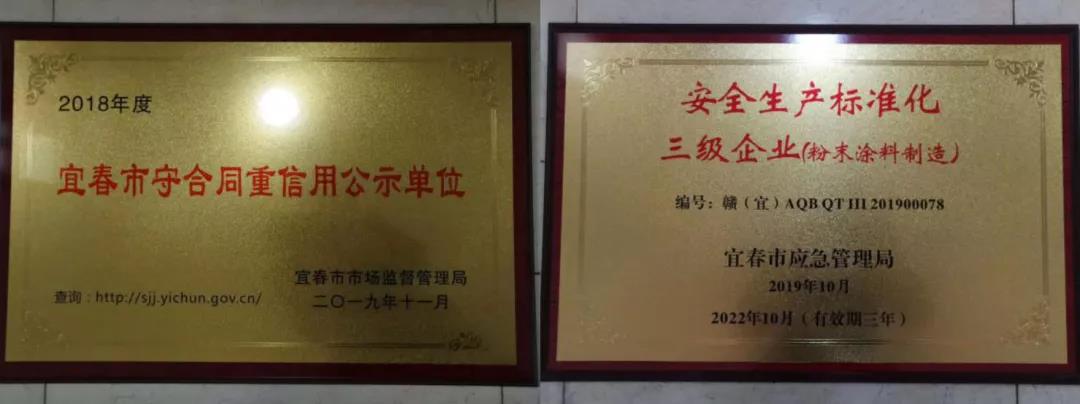 2018年度
宜春市守合同重信用公示单位
宜春市市场监督管理局
查询：http://sjj.yichun.gov.cn/
二〇一九年十一月
安全生产标准化
三级企业(粉末涂料制造)
编号：赣（宜）AQB QT III 201900078
宜春市应急管理局
2019年10月
2022年10月（有效期三年）